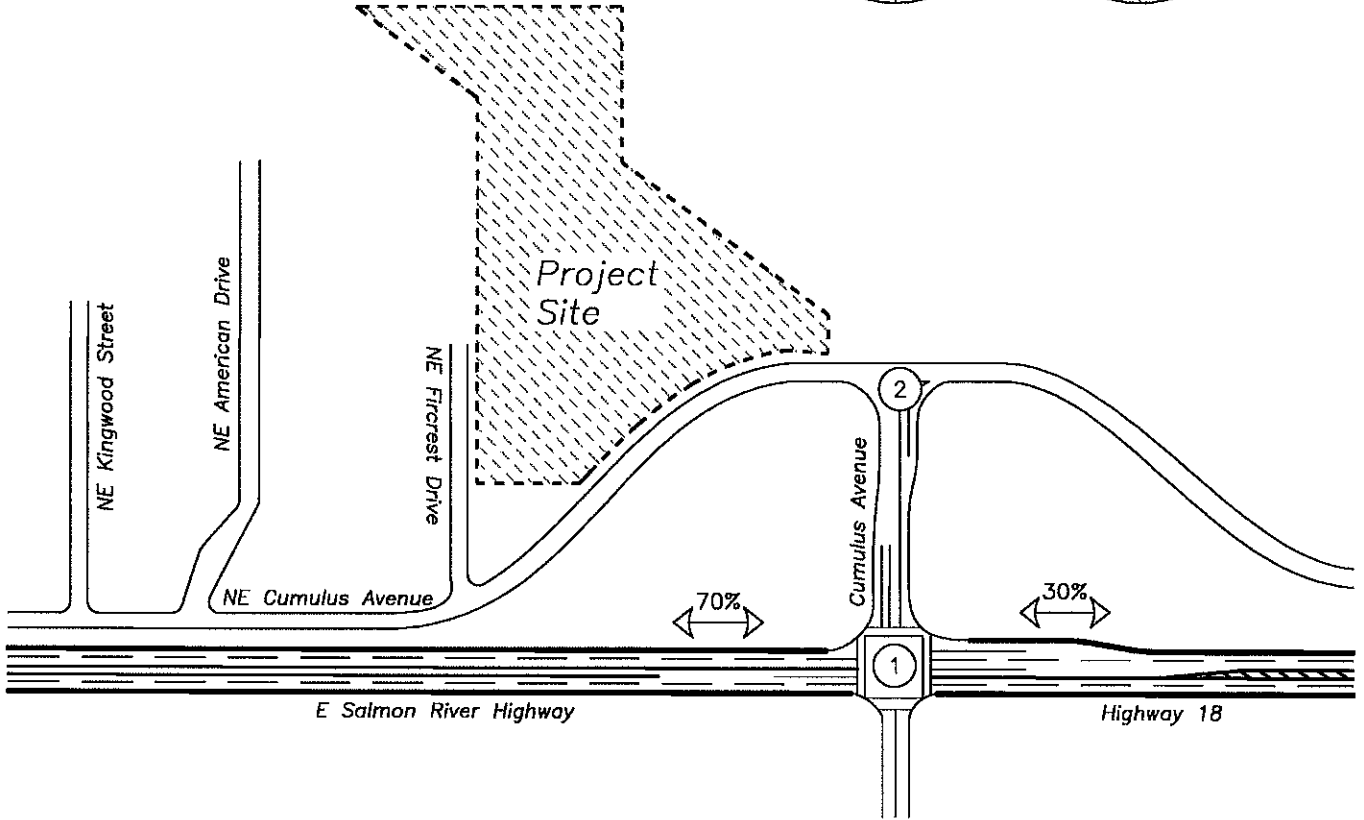 Project
Site
NE Kingwood Street
NE American Drive
NE Fircrest Drive
2
Cumulus Avenue
NE Cumulus Avenue
70%
30%
1
E Salmon River Highway
Highway 18